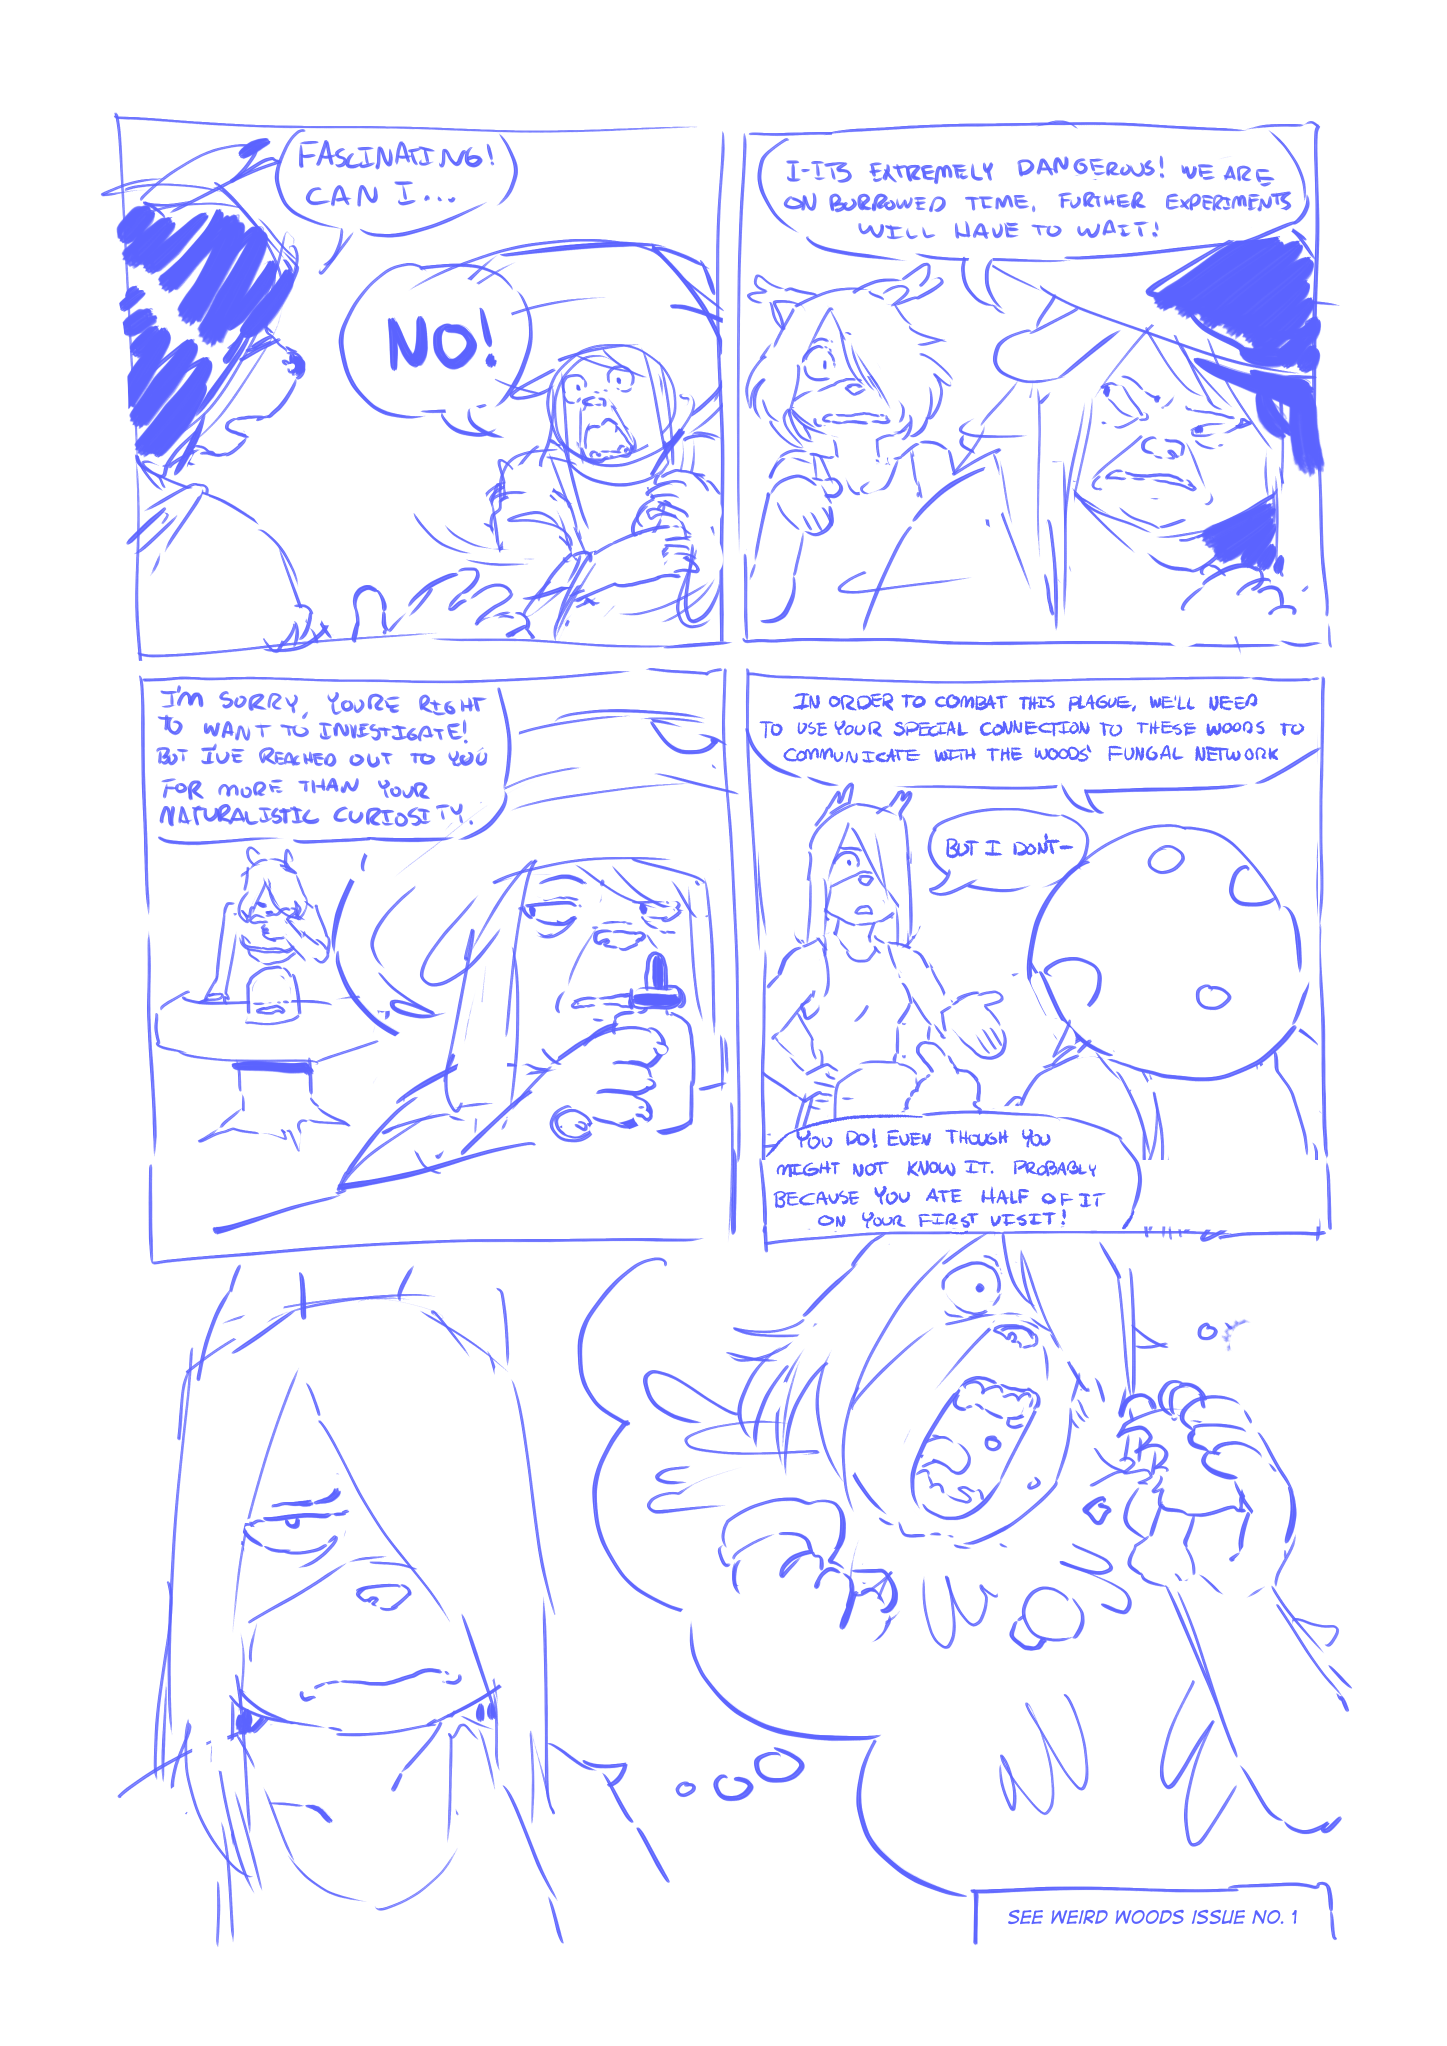 FASCINATING!
CAN I...
NO!
I-IT'S EXTREMELY DANGEROUS! WE ARE
ON BORROWED TIME. FURTHER EXPERIMENTS
WILL HAVE TO WAIT!
I'M SORRY, YOU'RE RIGHT
TO WANT TO INVESTIGATE!
BUT I'VE REACHED OUT TO YOU
FOR MORE THAN YOUR
NATURALISTIC CURIOSITY.
IN ORDER TO COMBAT THIS PLAGUE, WE'LL NEED
TO USE YOUR SPECIAL CONNECTION TO THESE WOODS TO
COMMUNICATE WITH THE WOODS' FUNGAL NETWORK
BUT I DON'T-
YOU DO! EVEN THOUGH YOU
MIGHT NOT KNOW IT. PROBABLY
BECAUSE YOU ATE HALF OF IT
ON YOUR FIRST VISIT!
SEE WEIRD WOODS ISSUE NO. 1